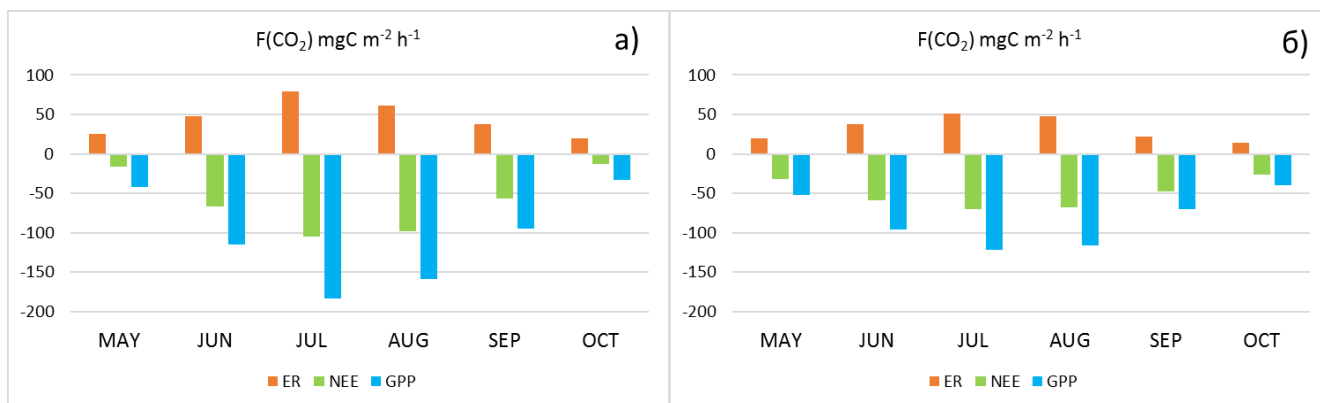 F(CO₂) mgC m⁻² h⁻¹
а)
100
50
0
-50
-100
-150
-200
MAY JUN JUL AUG SEP OCT
ER NEE GPP
F(CO₂) mgC m⁻² h⁻¹
б)
100
50
0
-50
-100
-150
-200
MAY JUN JUL AUG SEP OCT
ER NEE GPP